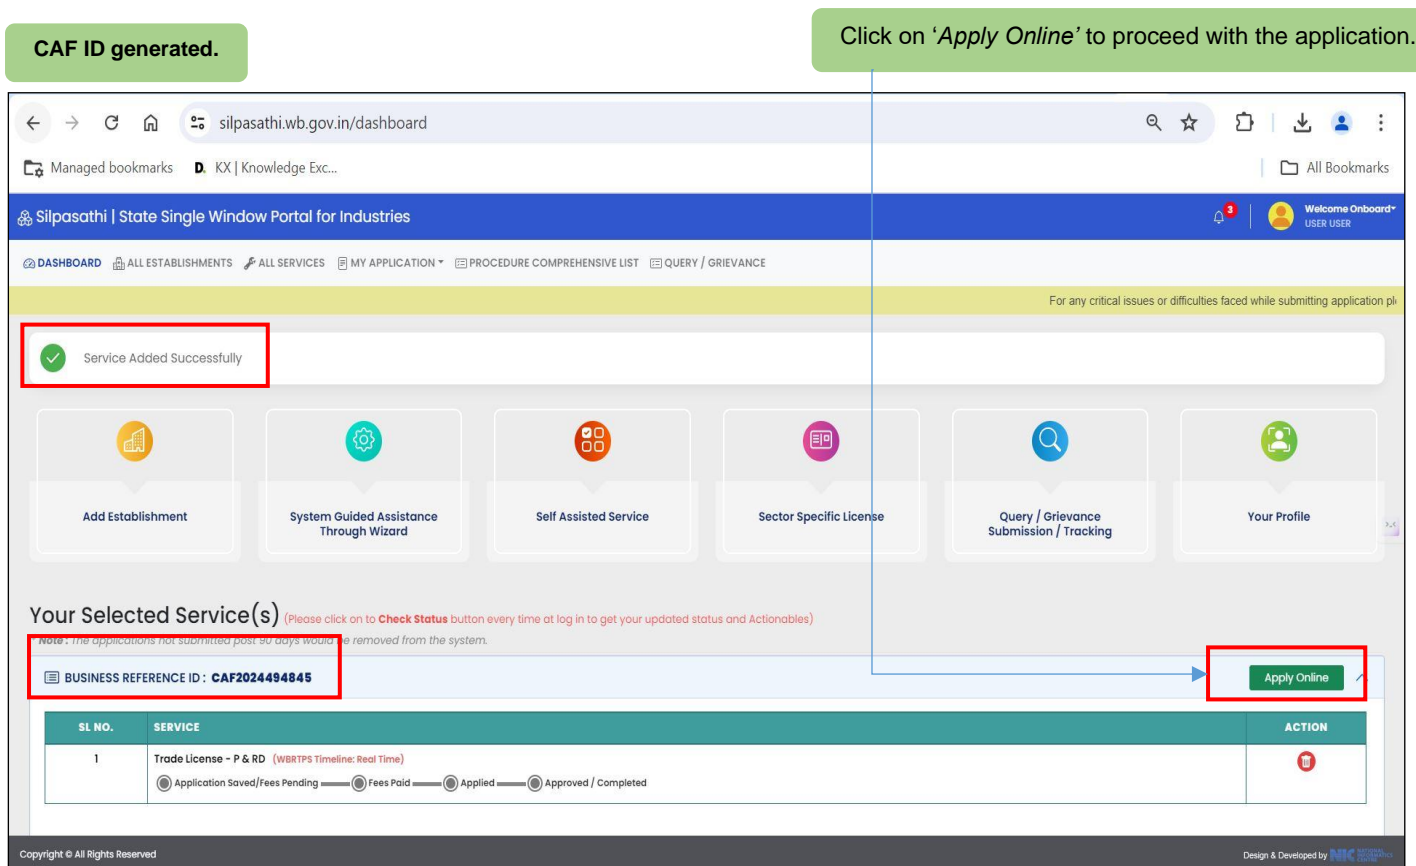 CAF ID generated.
Click on ‘Apply Online’ to proceed with the application.
silpasathi.wb.gov.in/dashboard
Managed bookmarks D. KX | Knowledge Exc... All Bookmarks
Silpasathi | State Single Window Portal for Industries
3
Welcome Onboard
USER USER
DASHBOARD ALL ESTABLISHMENTS ALL SERVICES MY APPLICATION PROCEDURE COMPREHENSIVE LIST QUERY / GRIEVANCE
For any critical issues or difficulties faced while submitting application
Service Added Successfully
Add Establishment
System Guided Assistance
Through Wizard
Self Assisted Service
Sector Specific License
Query / Grievance
Submission / Tracking
Your Profile
Your Selected Service(s) (Please click on to Check Status button every time at log in to get your updated status and Actionables)
Note : The applications not submitted post 90 days would be removed from the system.
BUSINESS REFERENCE ID : CAF2024494845 Apply Online
SL NO. SERVICE ACTION
1 Trade License - P & RD (WBRTPS Timeline: Real Time)
Application Saved/Fees Pending Fees Paid Applied Approved / Completed
Copyright © All Rights Reserved Design & Developed by NIC NATIONAL
INFORMATICS
CENTRE